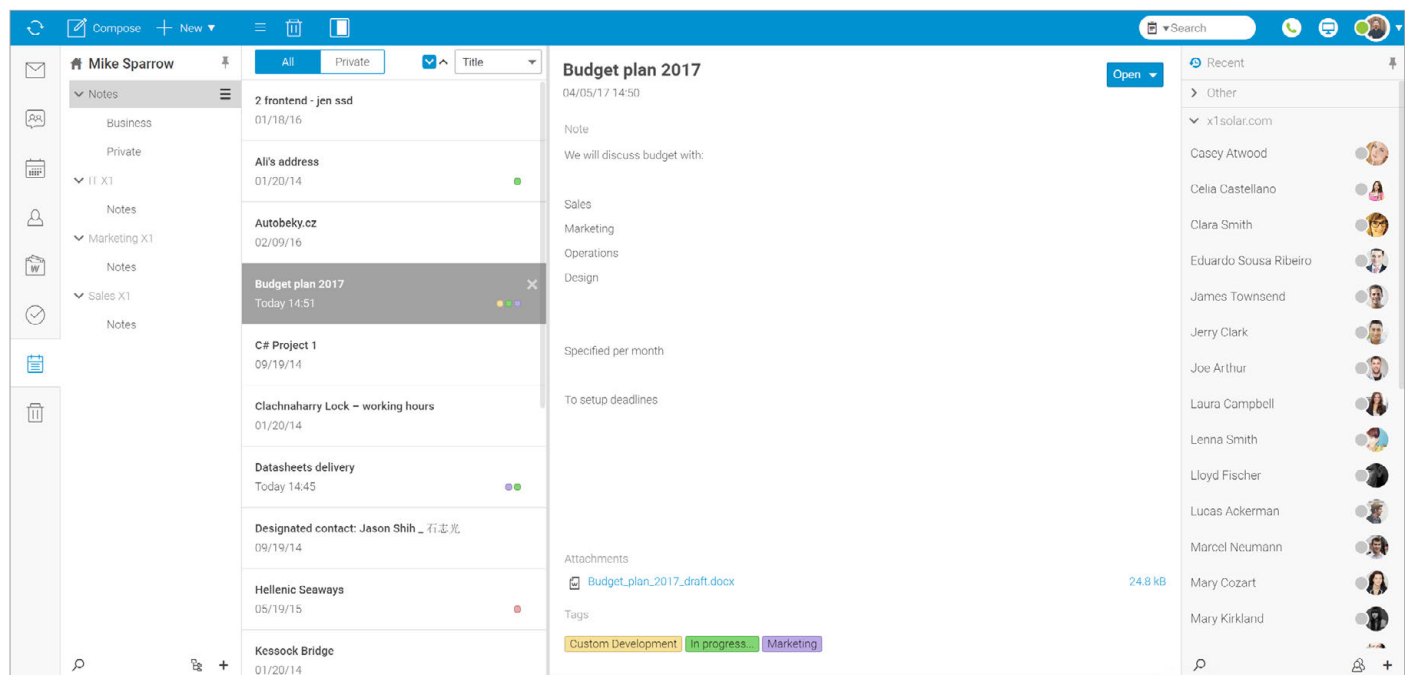 Compose
New
Search
Mike Sparrow
Notes
Business
Private
IT X1
Notes
Marketing X1
Notes
Sales X1
Notes
All
Private
Title
2 frontend - jen ssd
01/18/16
Ali's address
01/20/14
Autobeky.cz
02/09/16
Budget plan 2017
Today 14:51
C# Project 1
09/19/14
Clachnaharry Lock – working hours
01/20/14
Datasheets delivery
Today 14:45
Designated contact: Jason Shih _ 石志光
09/19/14
Hellenic Seaways
05/19/15
Kessock Bridge
01/20/14
Budget plan 2017
Open
04/05/17 14:50
Note
We will discuss budget with:
Sales
Marketing
Operations
Design
Specified per month
To setup deadlines
Attachments
W Budget_plan_2017_draft.docx 24.8 kB
Tags
Custom Development In progress... Marketing
Recent
Other
x1solar.com
Casey Atwood
Celia Castellano
Clara Smith
Eduardo Sousa Ribeiro
James Townsend
Jerry Clark
Joe Arthur
Laura Campbell
Lenna Smith
Lloyd Fischer
Lucas Ackerman
Marcel Neumann
Mary Cozart
Mary Kirkland